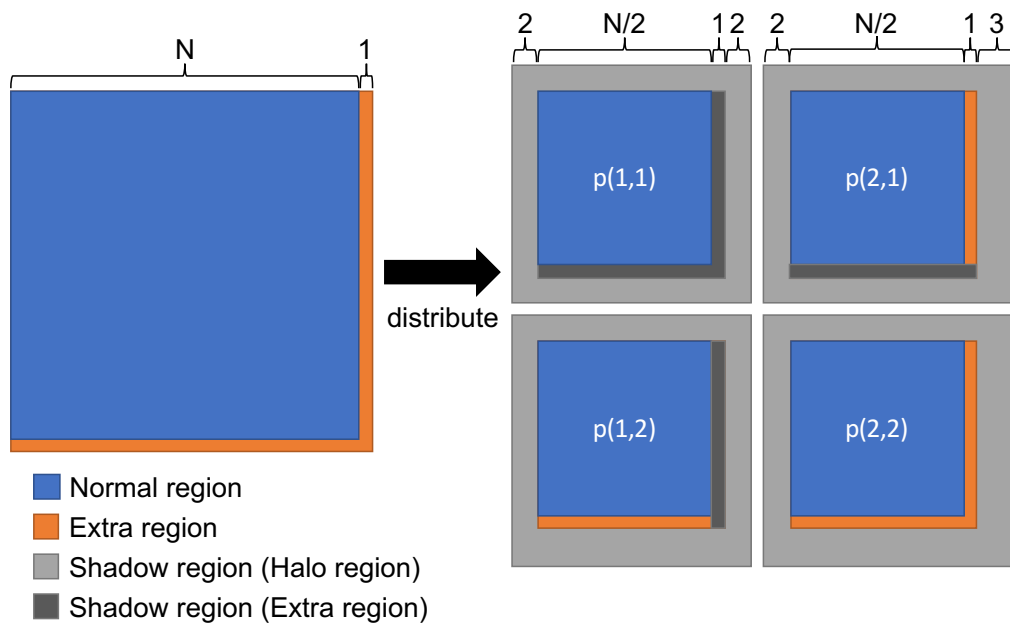 2 N/2 1 2 2 N/2 1 3
N 1
p(1,1) p(2,1)
distribute
p(1,2) p(2,2)
Normal region
Extra region
Shadow region (Halo region)
Shadow region (Extra region)